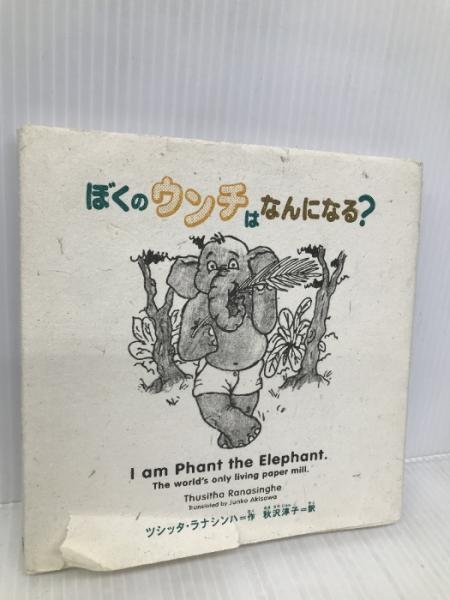 ぼくのウンチはなんになる?
I am Phant the Elephant.
The world's only living paper mill.
Thusitha Ranasinghe
Translated by Junko Akisawa
ツシッタ・ラナシンハ=作 秋沢淳子=訳